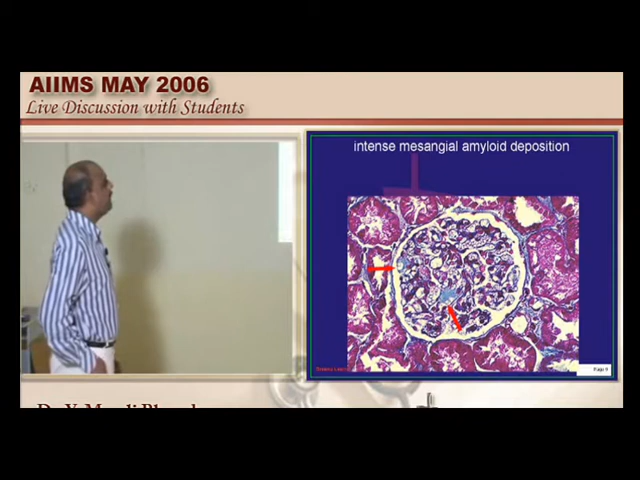 AIIMS MAY 2006
Live Discussion with Students
intense mesangial amyloid deposition